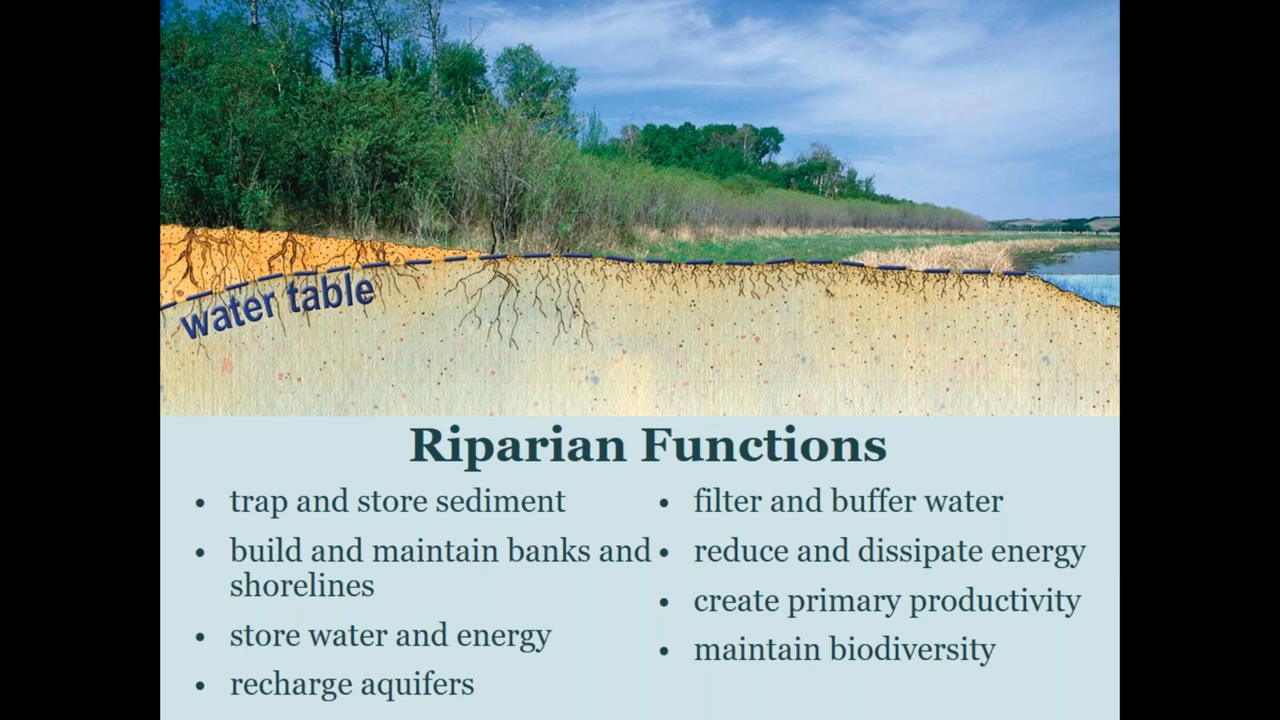 water table
Riparian Functions
• trap and store sediment
• build and maintain banks and
shorelines
• store water and energy
• recharge aquifers
• filter and buffer water
• reduce and dissipate energy
• create primary productivity
• maintain biodiversity